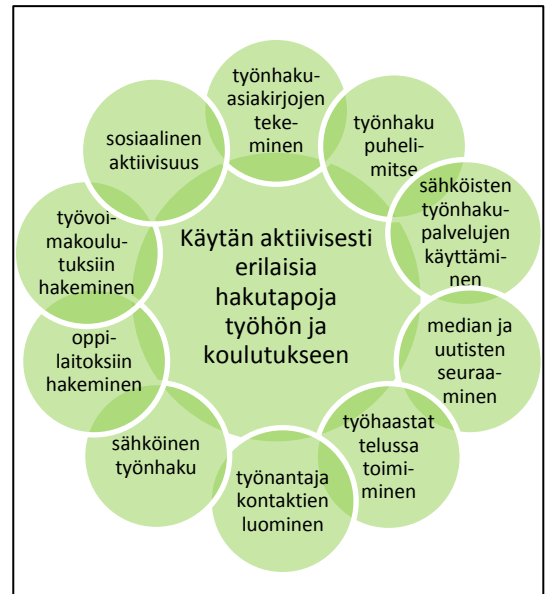 työnhaku-
asiakirjojen
teke-
minen
työnhaku
puheli-
mitse
sähköisten
työnhaku-
palvelujen
käyttämi
nen
median ja
uutisten
seuraa-
minen
työhaastat
telussa
toimi-
minen
työnantaja
kontaktien
luominen
sähköinen
työnhaku
oppi-
laitoksiin
hakeminen
työvoi-
makoulu-
tuksiin
hakeminen
sosiaalinen
aktiivisuus
Käytän aktiivisesti
erilaisia
hakutapoja
työhön ja
koulutukseen